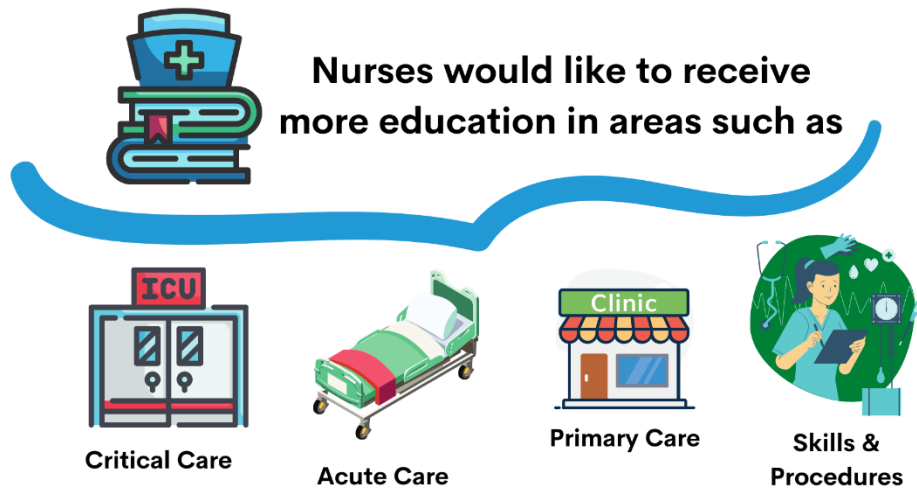 Nurses would like to receive
more education in areas such as
ICU
Clinic
Critical Care
Acute Care
Primary Care
Skills &
Procedures